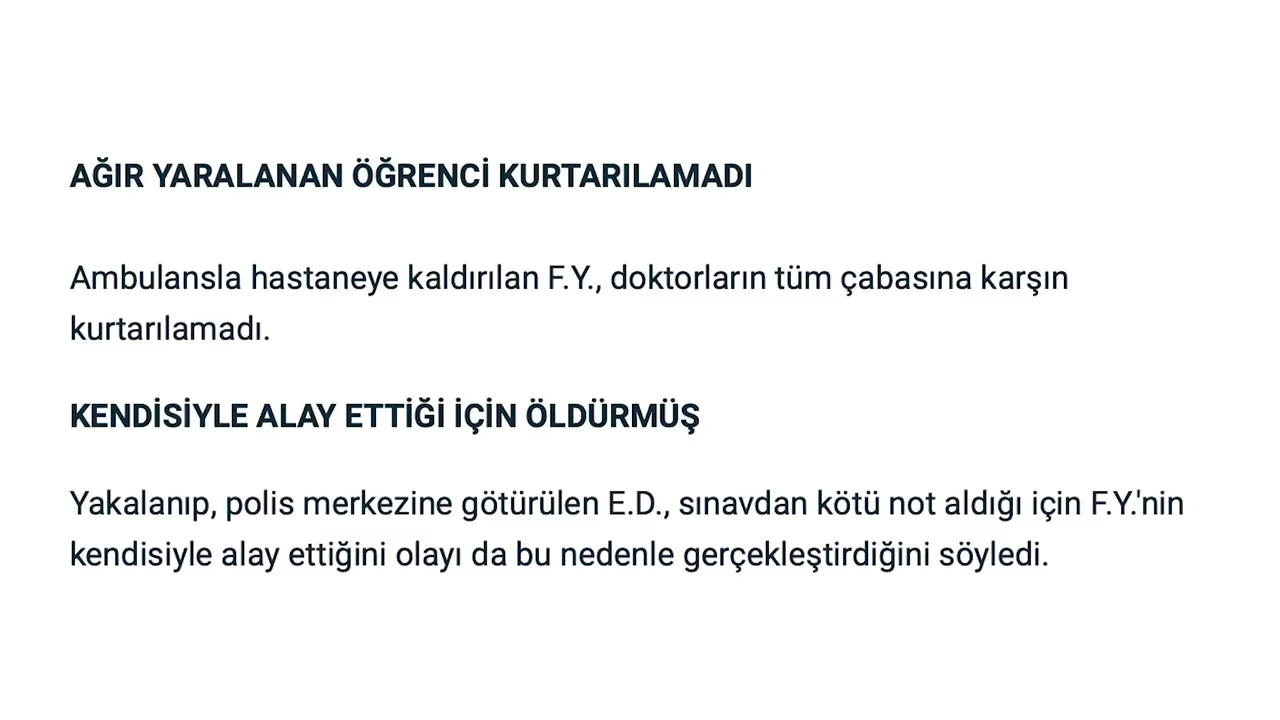 AĞIR YARALANAN ÖĞRENCİ KURTARILAMADI
Ambulansla hastaneye kaldırılan F.Y., doktorların tüm çabasına karşın
kurtarılamadı.
KENDİSİYLE ALAY ETTİĞİ İÇİN ÖLDÜRMÜŞ
Yakalanıp, polis merkezine götürülen E.D., sınavdan kötü not aldığı için F.Y.'nin
kendisiyle alay ettiğini olayı da bu nedenle gerçekleştirdiğini söyledi.